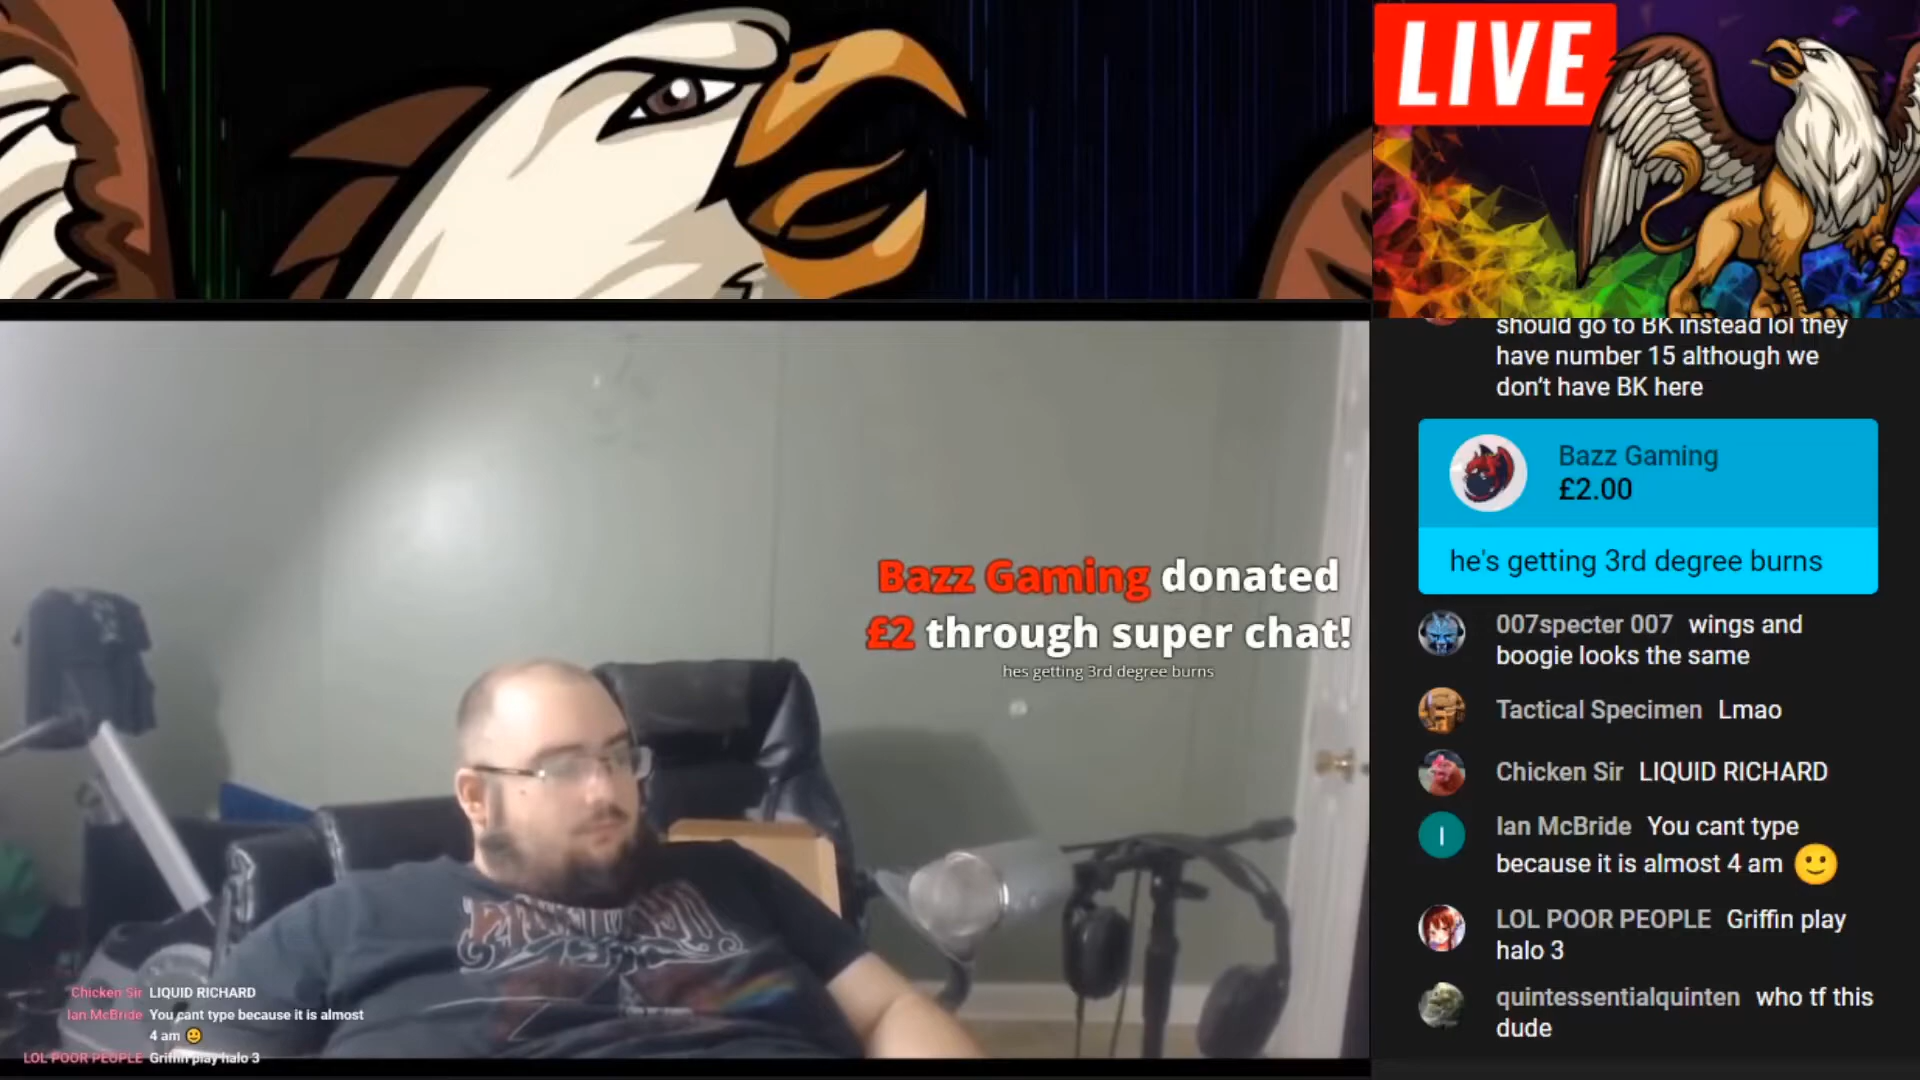 LIVE
should go to BK instead lol they
have number 15 although we
don't have BK here
Bazz Gaming
£2.00
he's getting 3rd degree burns
007specter 007 wings and
boogie looks the same
Tactical Specimen Lmao
Chicken Sir LIQUID RICHARD
I
Ian McBride You cant type
because it is almost 4 am 🙂
LOL POOR PEOPLE Griffin play
halo 3
quintessentialquinten who tf this
dude
Bazz Gaming donated
£2 through super chat!
hes getting 3rd degree burns
Chicken Sir LIQUID RICHARD
Ian McBride You cant type because it is almost
4 am 🙂
LOL POOR PEOPLE Griffin play halo 3